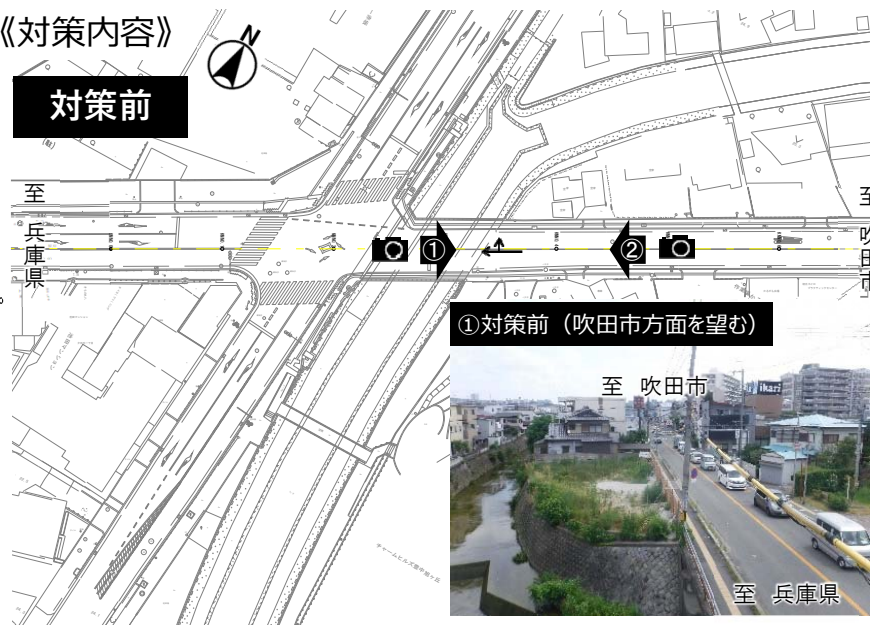 《対策内容》
N
対策前
至 兵庫県
①
②
至 吹田市
①対策前（吹田市方面を望む）
至 吹田市
ikari
至 兵庫県